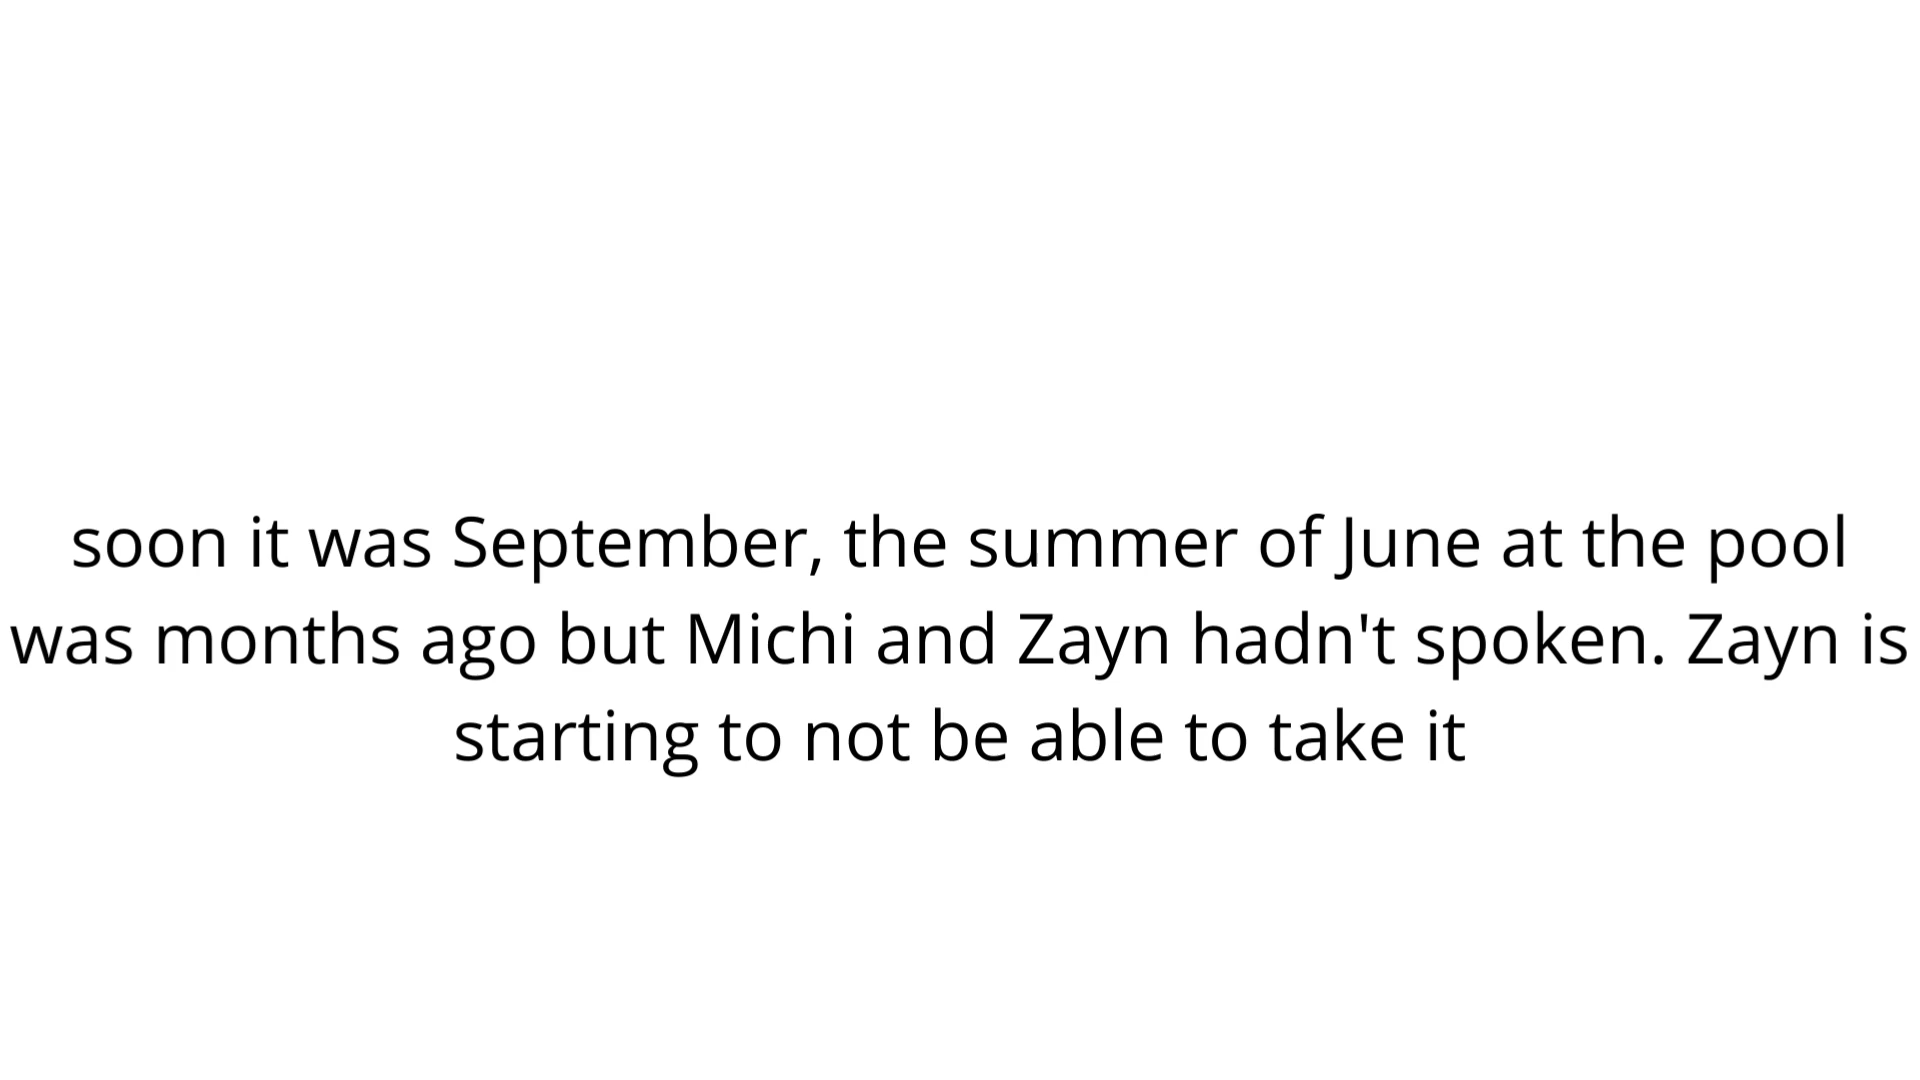 soon it was September, the summer of June at the pool
was months ago but Michi and Zayn hadn't spoken. Zayn is
starting to not be able to take it